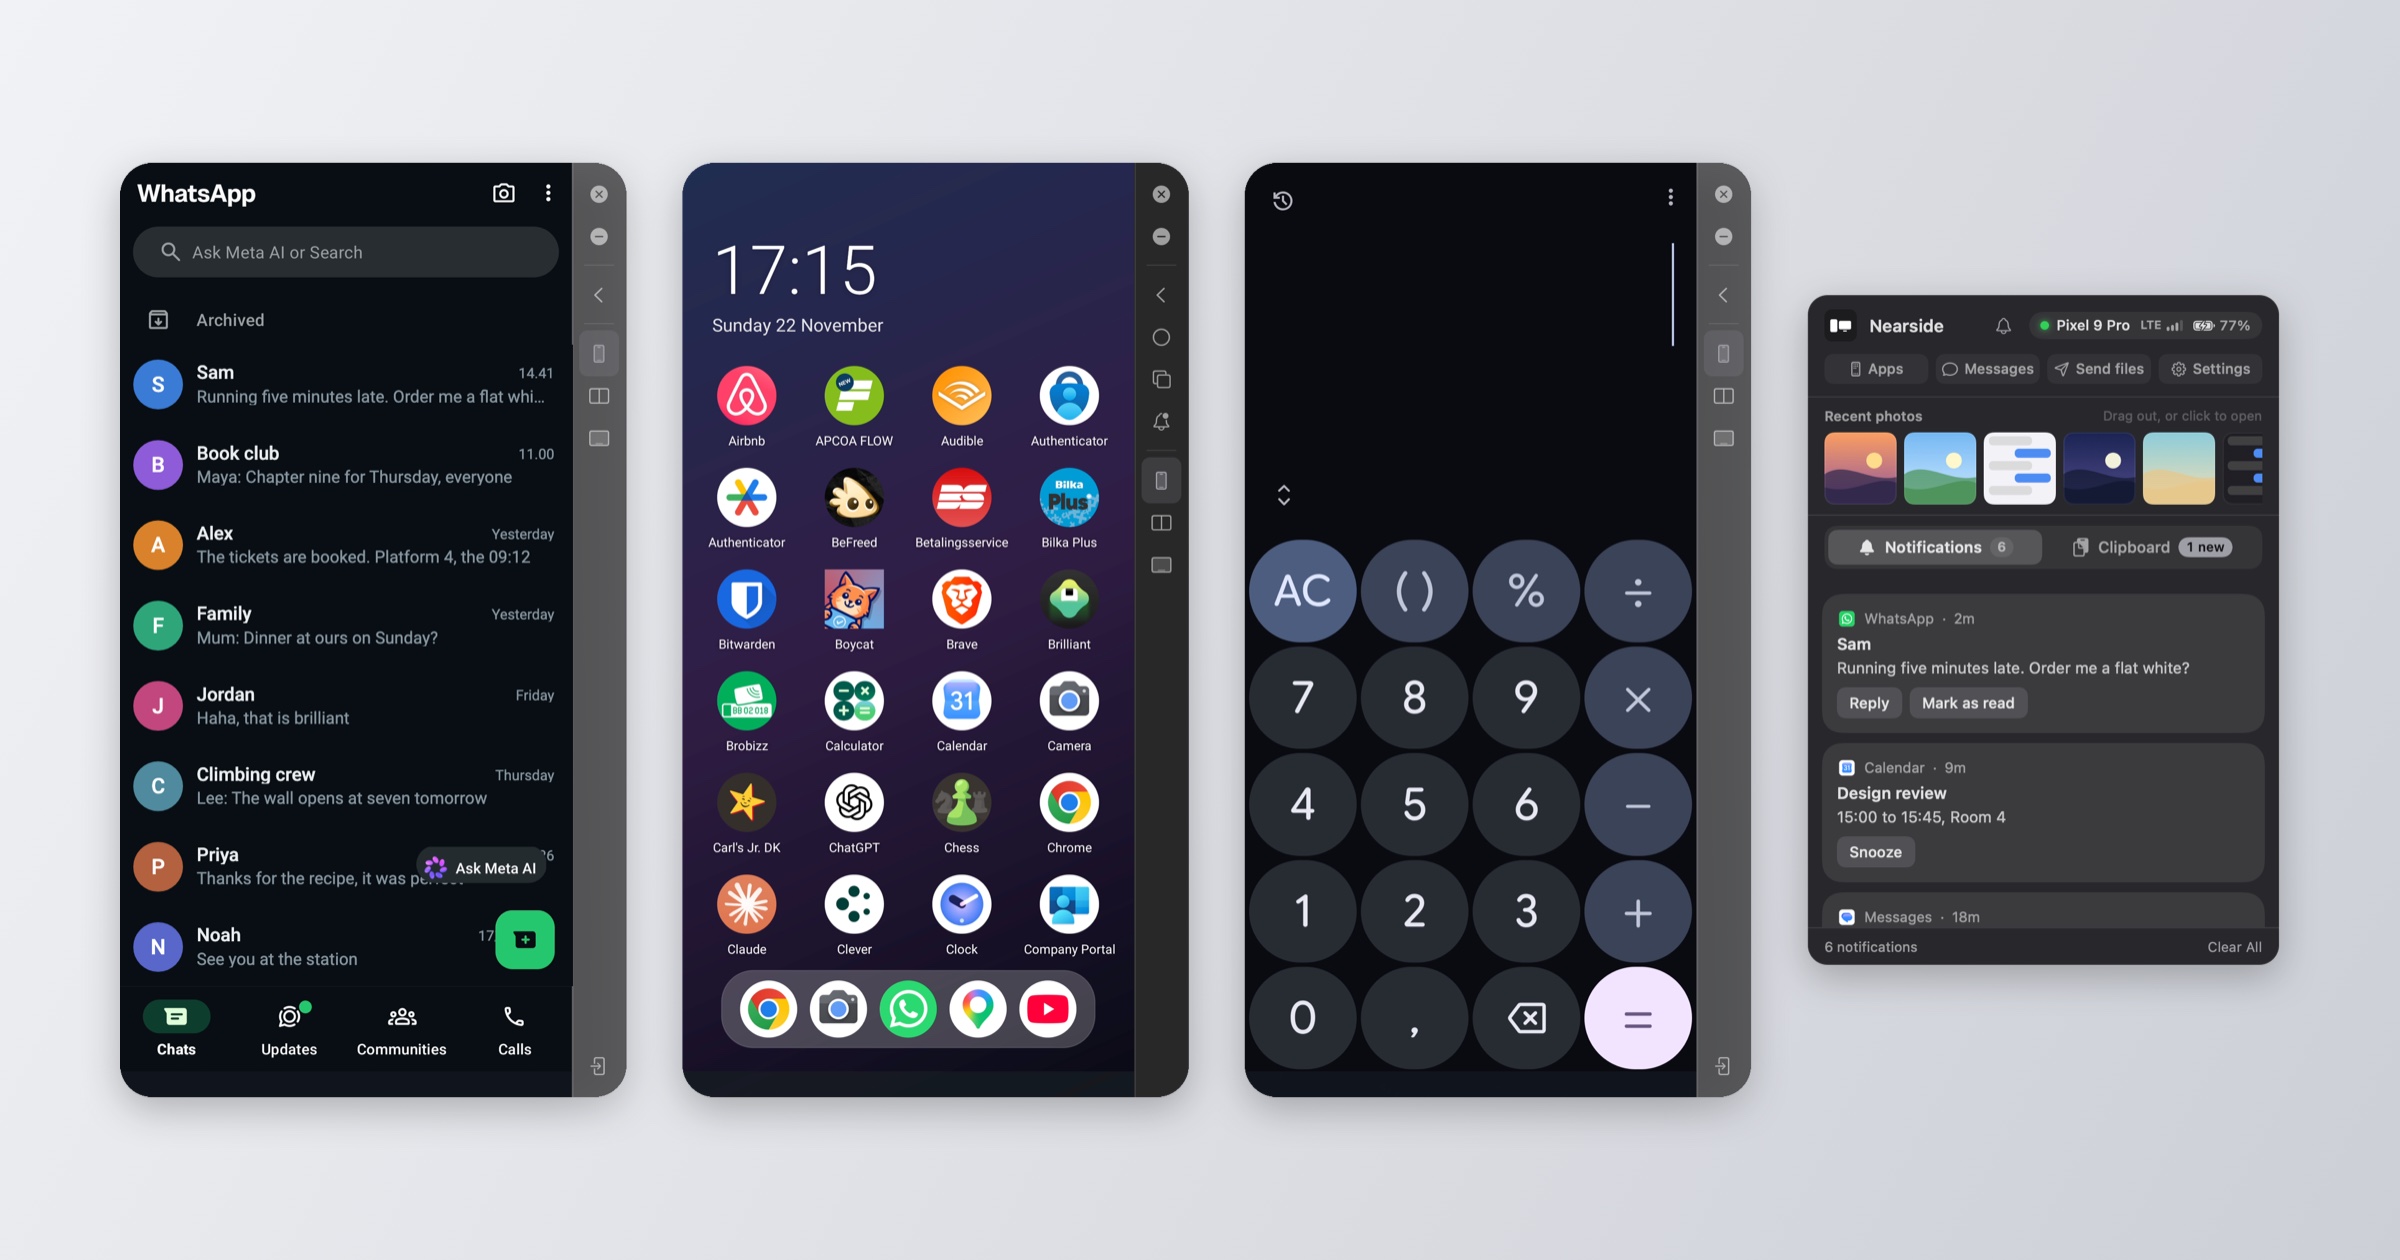 WhatsApp
Ask Meta AI or Search
Archived
Sam 14.41
Running five minutes late. Order me a flat whi...
Book club 11.00
Maya: Chapter nine for Thursday, everyone
Alex Yesterday
The tickets are booked. Platform 4, the 09:12
Family Yesterday
Mum: Dinner at ours on Sunday?
Jordan Friday
Haha, that is brilliant
Climbing crew Thursday
Lee: The wall opens at seven tomorrow
Priya
Thanks for the recipe, it was
Ask Meta AI
Noah
See you at the station
Chats Updates Communities Calls
17:15
Sunday 22 November
NEW
Airbnb APCOA FLOW Audible Authenticator
BS
Bilka
Plus
Authenticator BeFreed Betalingsservice Bilka Plus
Bitwarden Boycat Brave Brilliant
BB 02 018
31
Brobizz Calculator Calendar Camera
Carl's Jr. DK ChatGPT Chess Chrome
Claude Clever Clock Company Portal
AC ( ) % ÷
7 8 9 ×
4 5 6 −
1 2 3 +
0 , =
Nearside Pixel 9 Pro LTE 77%
Apps Messages Send files Settings
Recent photos Drag out, or click to open
Notifications 6 Clipboard 1 new
WhatsApp · 2m
Sam
Running five minutes late. Order me a flat white?
Reply Mark as read
Calendar · 9m
Design review
15:00 to 15:45, Room 4
Snooze
Messages · 18m
6 notifications Clear All